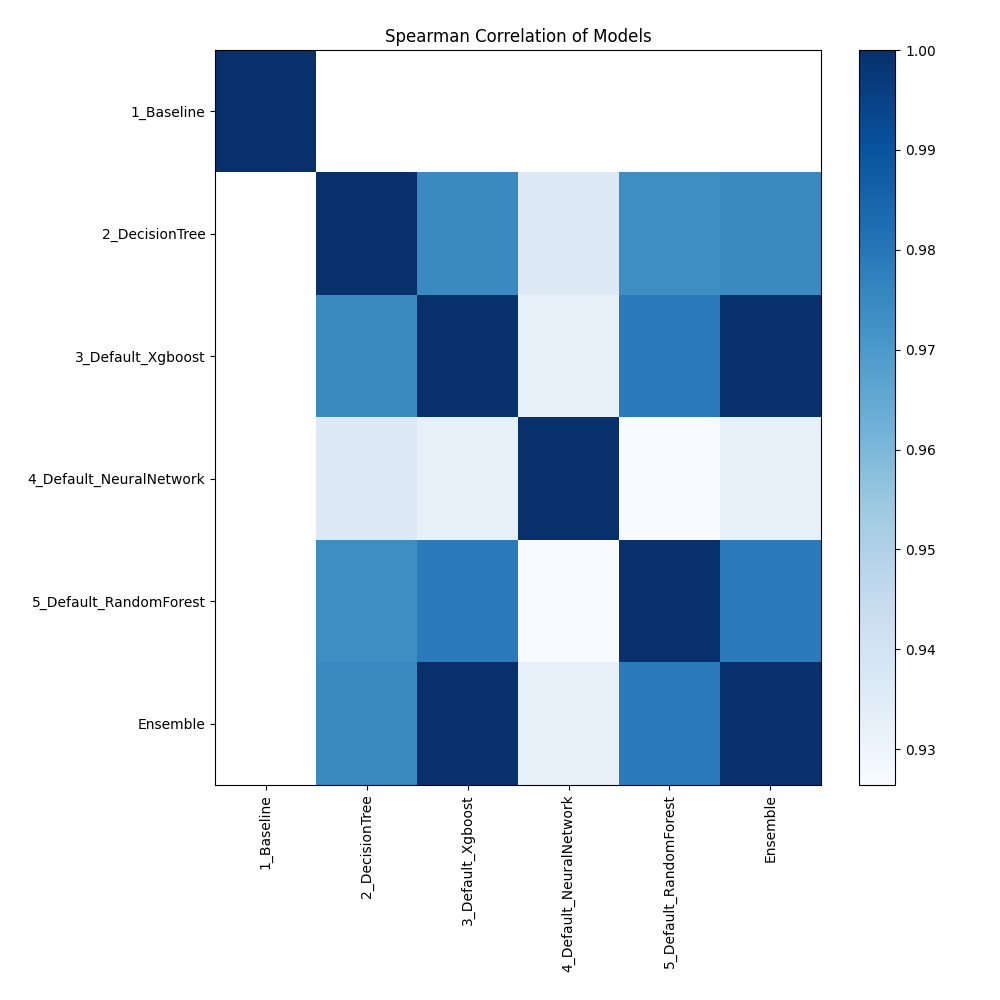 Spearman Correlation of Models
1_Baseline
2_DecisionTree
3_Default_Xgboost
4_Default_NeuralNetwork
5_Default_RandomForest
Ensemble
1_Baseline
2_DecisionTree
3_Default_Xgboost
4_Default_NeuralNetwork
5_Default_RandomForest
Ensemble
1.00
0.99
0.98
0.97
0.96
0.95
0.94
0.93